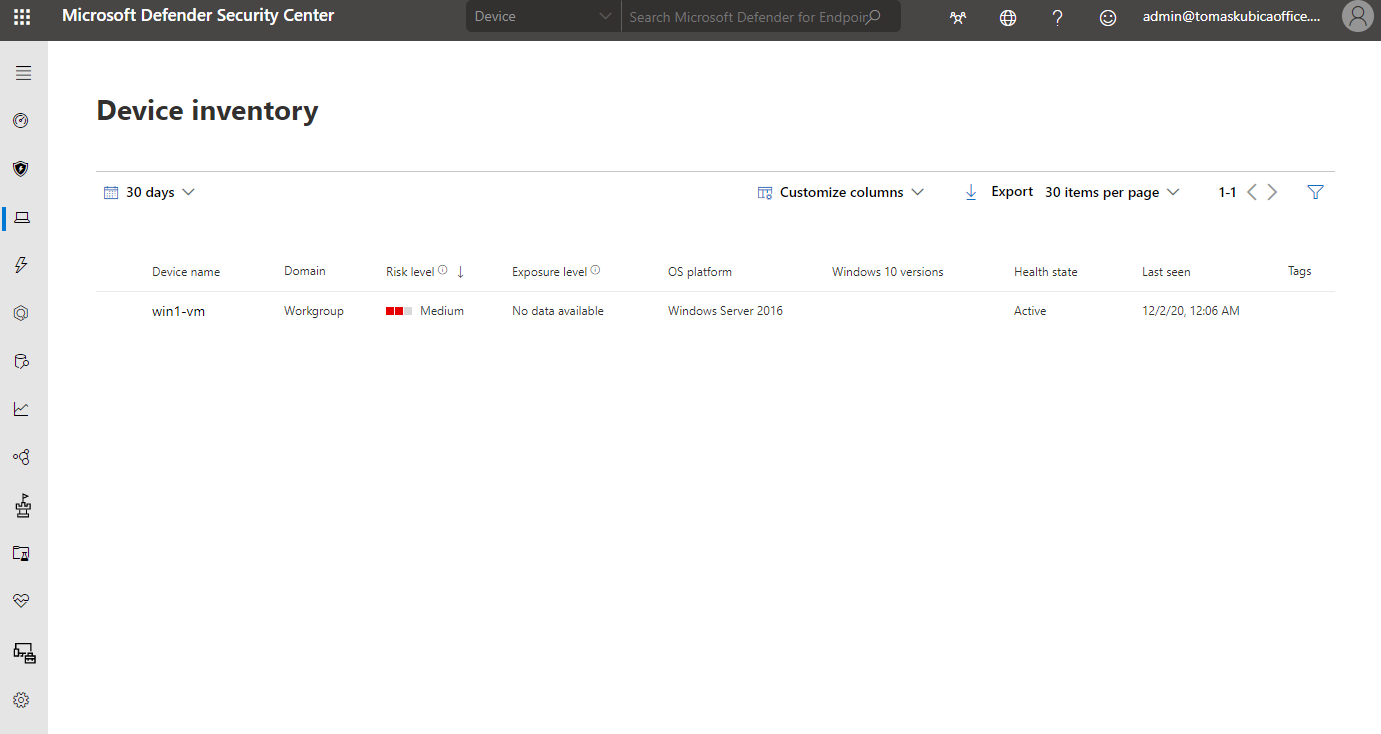 Microsoft Defender Security Center
Device
Search Microsoft Defender for Endpoin
admin@tomaskubicaoffice....
Device inventory
30 days
Customize columns
Export
30 items per page
1-1
Device name Domain Risk level Exposure level OS platform Windows 10 versions Health state Last seen Tags
win1-vm Workgroup Medium No data available Windows Server 2016 Active 12/2/20, 12:06 AM